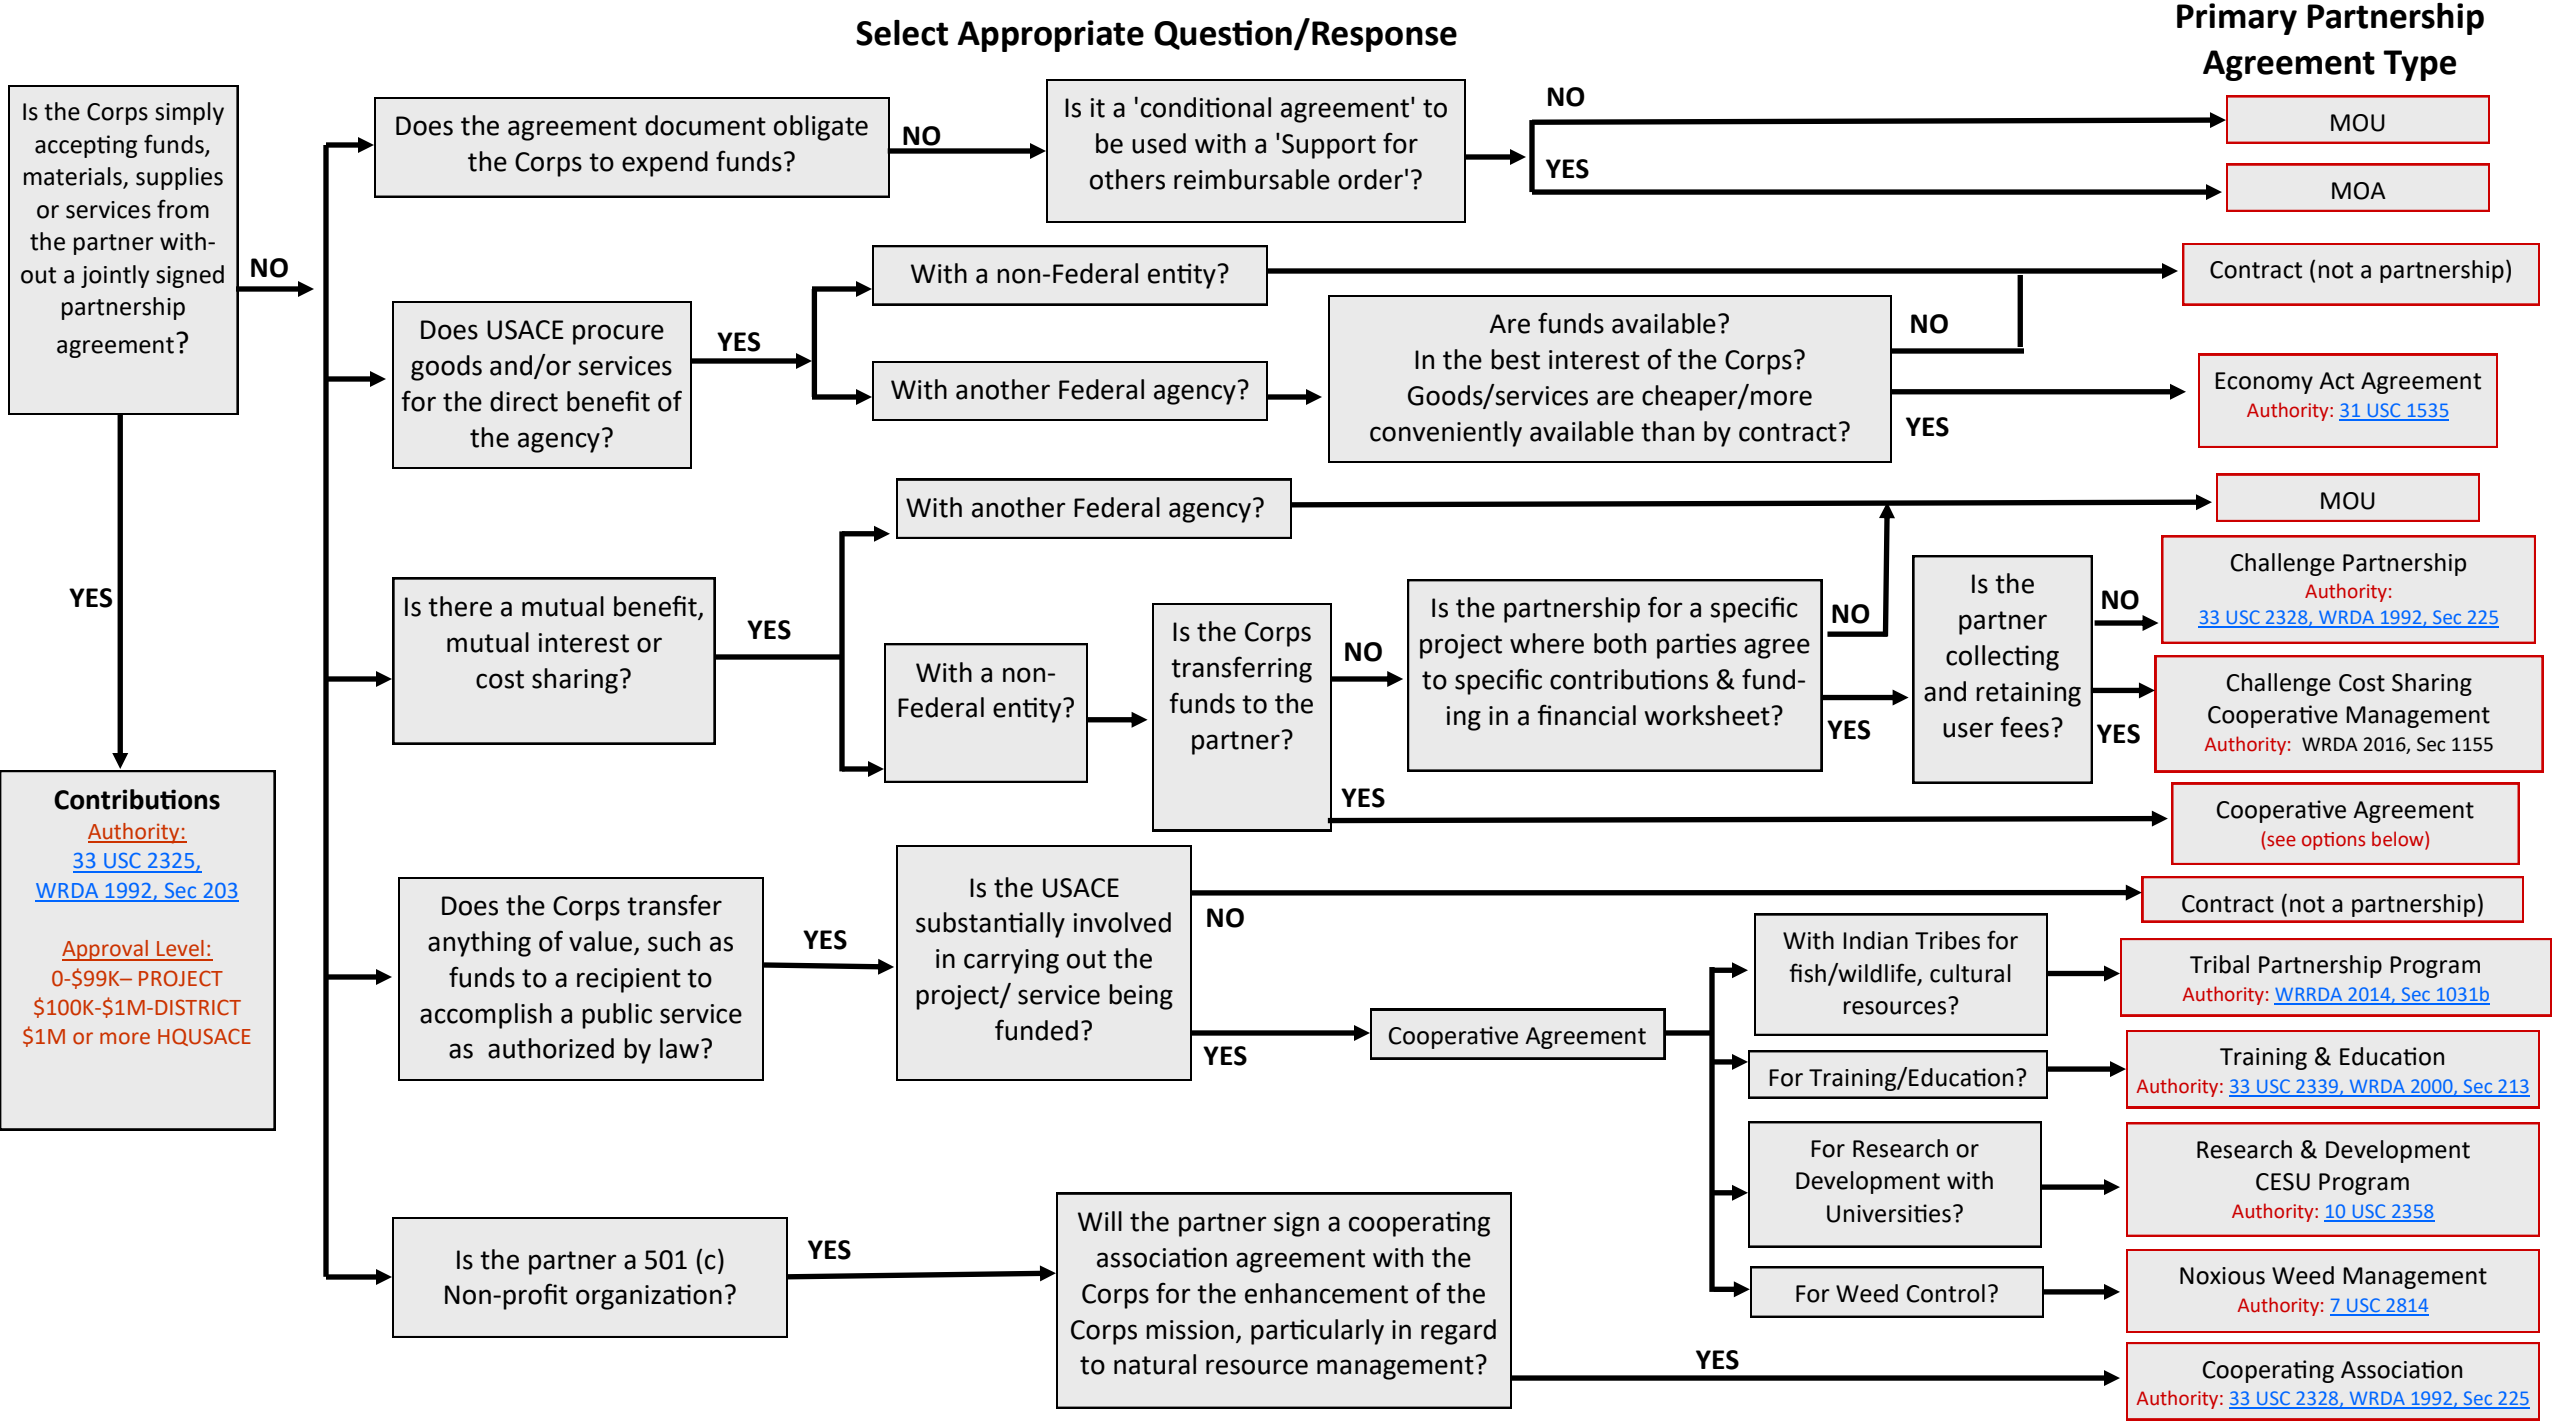 Select Appropriate Question/Response
Primary Partnership
Agreement Type
Is the Corps simply
accepting funds,
materials, supplies
or services from
the partner with-
out a jointly signed
partnership
agreement?
NO
YES
Contributions
Authority:
33 USC 2325,
WRDA 1992, Sec 203
Approval Level:
0-$99K– PROJECT
$100K-$1M-DISTRICT
$1M or more HQUSACE
Does the agreement document obligate
the Corps to expend funds?
NO
Is it a 'conditional agreement' to
be used with a 'Support for
others reimbursable order'?
NO
YES
MOU
MOA
Does USACE procure
goods and/or services
for the direct benefit of
the agency?
YES
With a non-Federal entity?
With another Federal agency?
Are funds available?
In the best interest of the Corps?
Goods/services are cheaper/more
conveniently available than by contract?
NO
YES
Contract (not a partnership)
Economy Act Agreement
Authority: 31 USC 1535
Is there a mutual benefit,
mutual interest or
cost sharing?
YES
With another Federal agency?
MOU
With a non-
Federal entity?
Is the Corps
transferring
funds to the
partner?
NO
YES
Is the partnership for a specific
project where both parties agree
to specific contributions & fund-
ing in a financial worksheet?
NO
YES
Is the
partner
collecting
and retaining
user fees?
NO
YES
Challenge Partnership
Authority:
33 USC 2328, WRDA 1992, Sec 225
Challenge Cost Sharing
Cooperative Management
Authority: WRDA 2016, Sec 1155
Cooperative Agreement
(see options below)
Does the Corps transfer
anything of value, such as
funds to a recipient to
accomplish a public service
as authorized by law?
YES
Is the USACE
substantially involved
in carrying out the
project/ service being
funded?
NO
YES
Contract (not a partnership)
Cooperative Agreement
With Indian Tribes for
fish/wildlife, cultural
resources?
Tribal Partnership Program
Authority: WRRDA 2014, Sec 1031b
For Training/Education?
Training & Education
Authority: 33 USC 2339, WRDA 2000, Sec 213
For Research or
Development with
Universities?
Research & Development
CESU Program
Authority: 10 USC 2358
For Weed Control?
Noxious Weed Management
Authority: 7 USC 2814
Is the partner a 501 (c)
Non-profit organization?
YES
Will the partner sign a cooperating
association agreement with the
Corps for the enhancement of the
Corps mission, particularly in regard
to natural resource management?
YES
Cooperating Association
Authority: 33 USC 2328, WRDA 1992, Sec 225